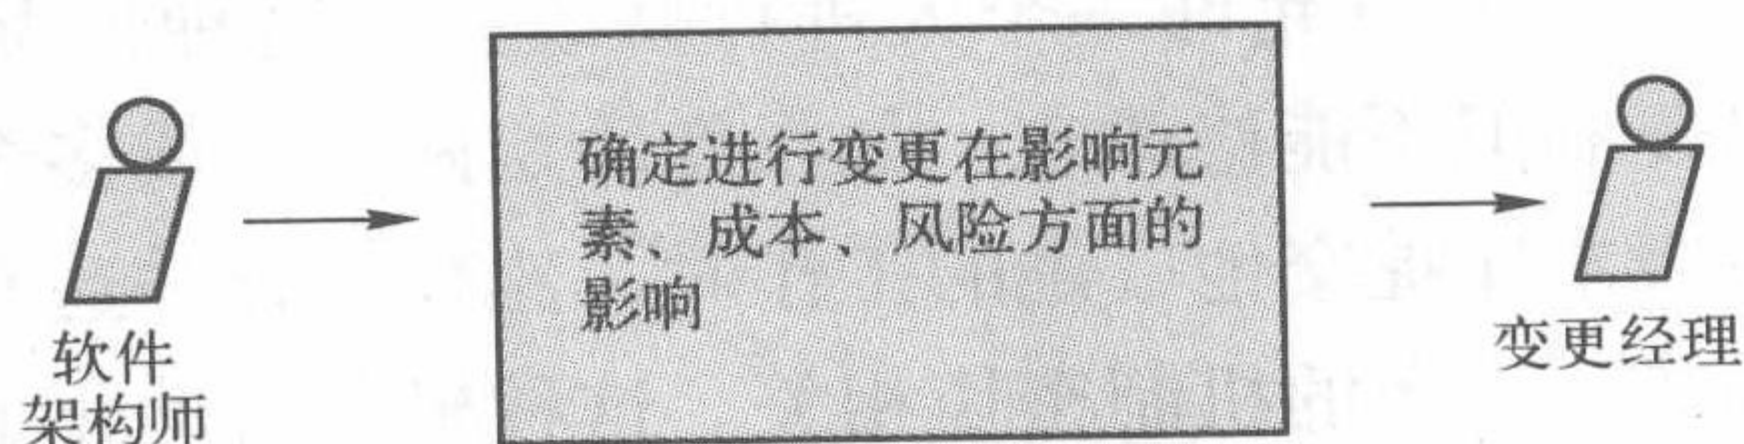 确定进行变更在影响元
素、成本、风险方面的
影响
软件
架构师
变更经理